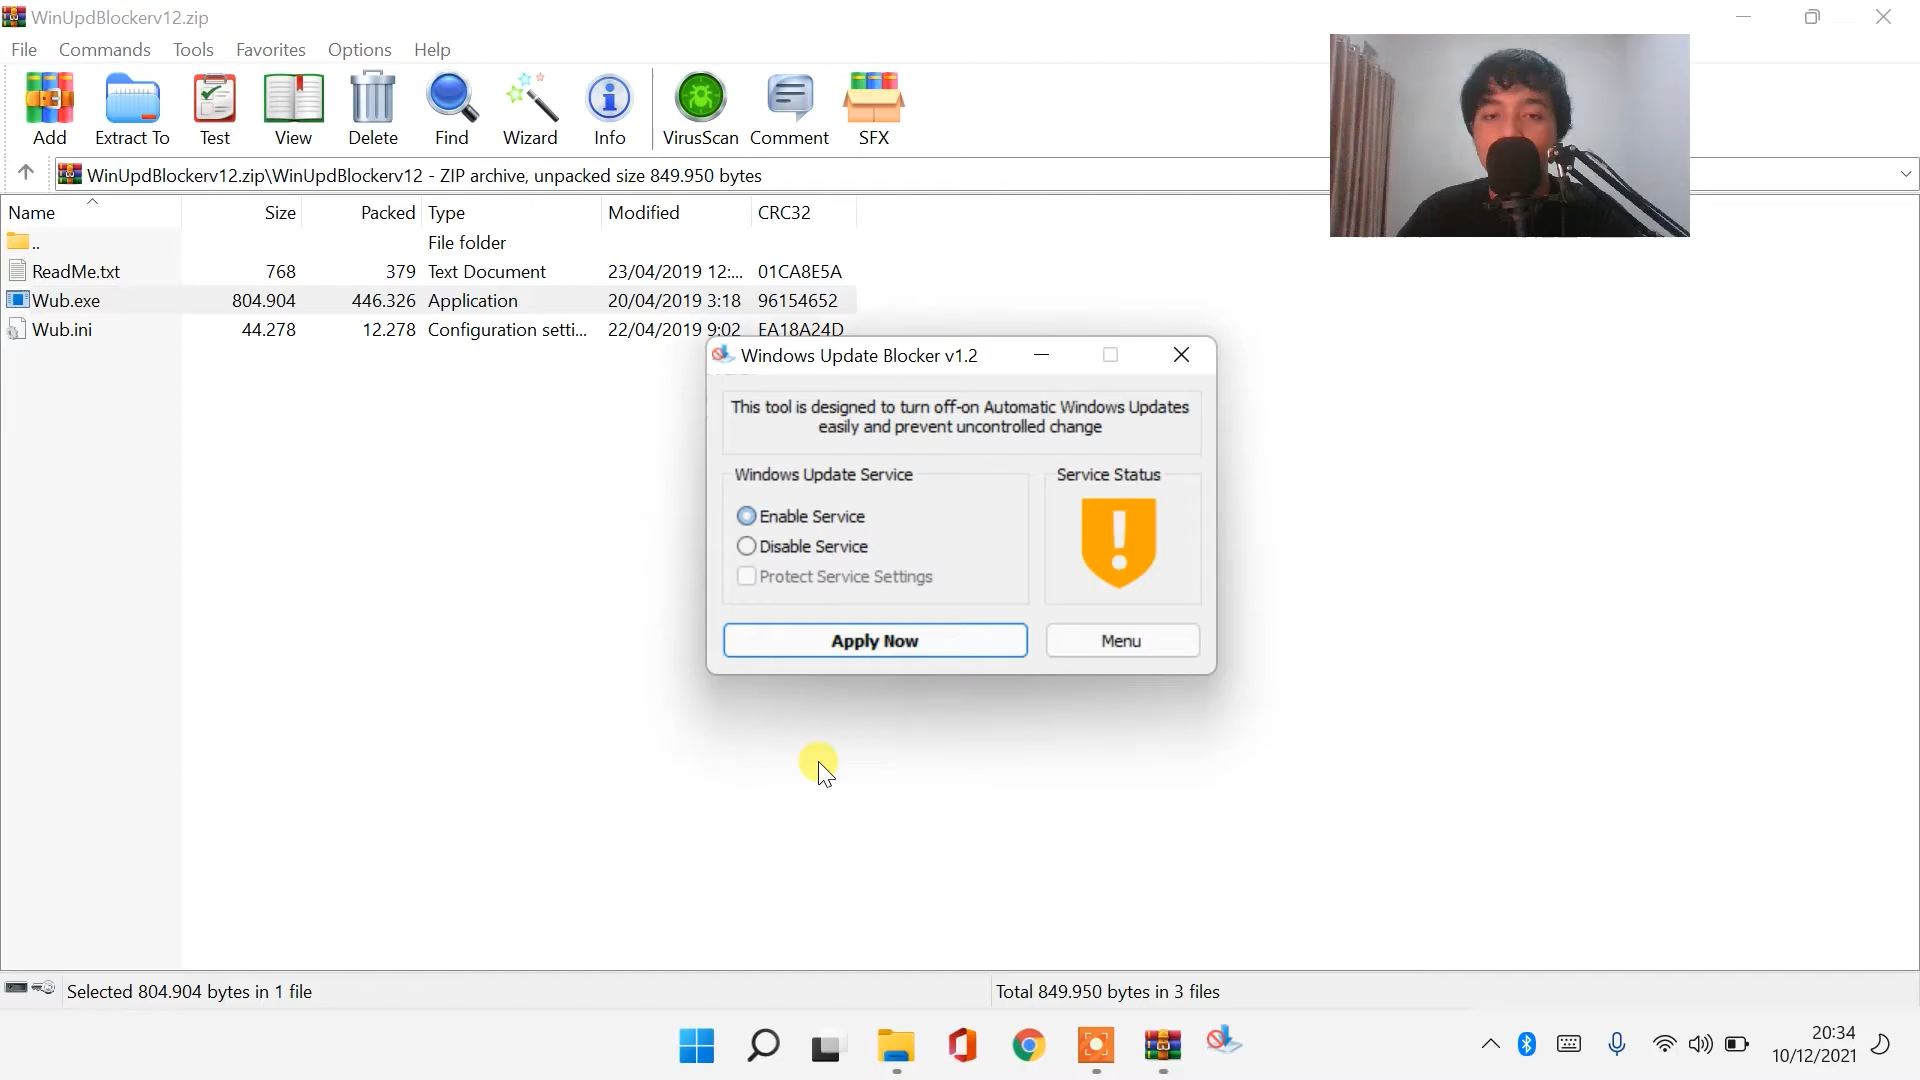 WinUpdBlockerv12.zip
File Commands Tools Favorites Options Help
Add Extract To Test View Delete Find Wizard Info VirusScan Comment SFX
WinUpdBlockerv12.zip\WinUpdBlockerv12 - ZIP archive, unpacked size 849.950 bytes
Name Size Packed Type Modified CRC32
.. File folder
ReadMe.txt 768 379 Text Document 23/04/2019 12:... 01CA8E5A
Wub.exe 804.904 446.326 Application 20/04/2019 3:18 96154652
Wub.ini 44.278 12.278 Configuration setti... 22/04/2019 9:02 EA18A24D
Windows Update Blocker v1.2
This tool is designed to turn off-on Automatic Windows Updates
easily and prevent uncontrolled change
Windows Update Service Service Status
Enable Service
Disable Service
Protect Service Settings
Apply Now Menu
Selected 804.904 bytes in 1 file Total 849.950 bytes in 3 files
20:34
10/12/2021